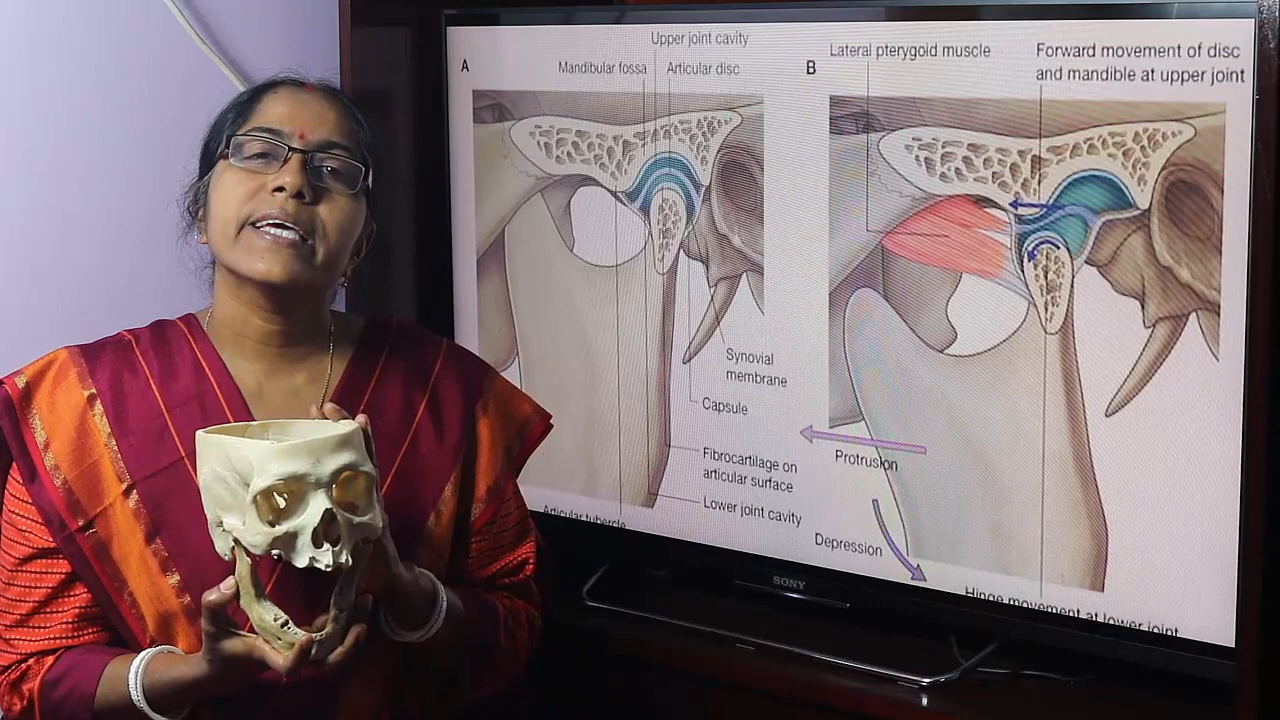 A
Upper joint cavity
Mandibular fossa
Articular disc
Synovial
membrane
Capsule
Fibrocartilage on
articular surface
Lower joint cavity
Articular tubercle
B
Lateral pterygoid muscle
Forward movement of disc
and mandible at upper joint
Protrusion
Depression
Hinge movement at lower joint
SONY